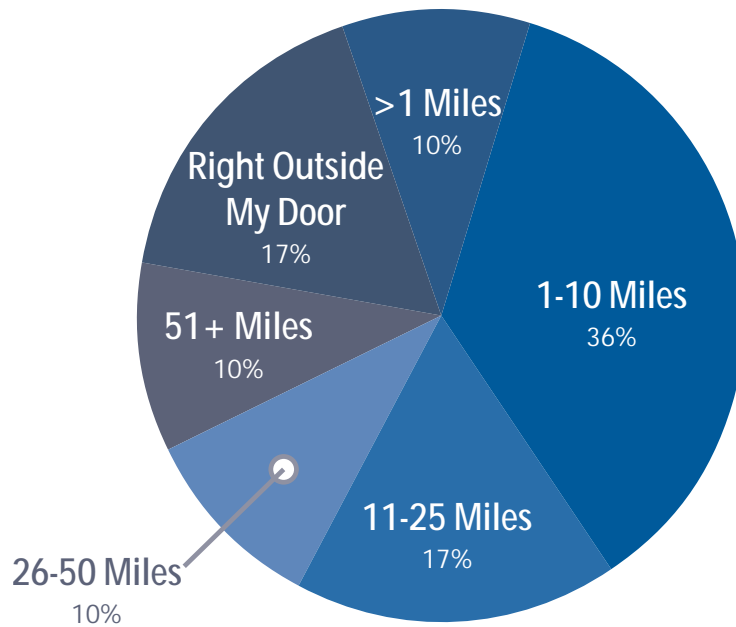 >1 Miles
10%
Right Outside
My Door
17%
1-10 Miles
36%
51+ Miles
10%
11-25 Miles
17%
26-50 Miles
10%